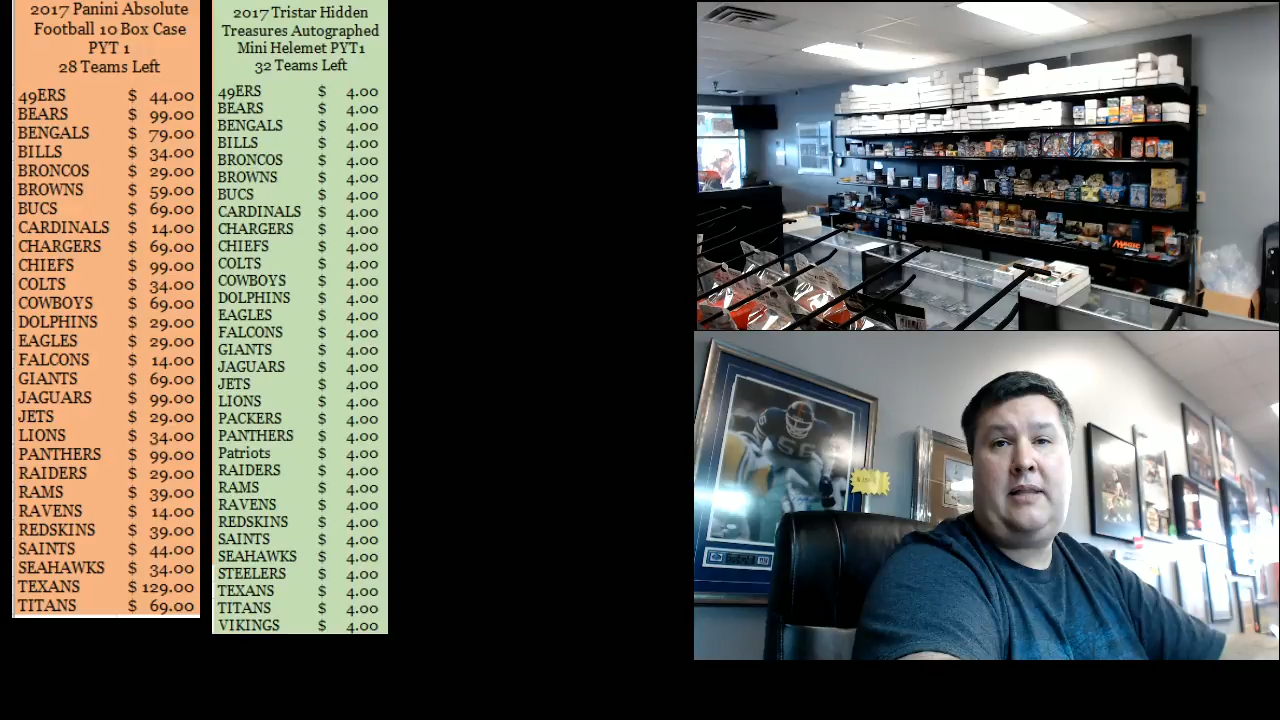 2017 Panini Absolute
Football 10 Box Case
PYT 1
28 Teams Left
49ERS $ 44.00
BEARS $ 99.00
BENGALS $ 79.00
BILLS $ 34.00
BRONCOS $ 29.00
BROWNS $ 59.00
BUCS $ 69.00
CARDINALS $ 14.00
CHARGERS $ 69.00
CHIEFS $ 99.00
COLTS $ 34.00
COWBOYS $ 69.00
DOLPHINS $ 29.00
EAGLES $ 29.00
FALCONS $ 14.00
GIANTS $ 69.00
JAGUARS $ 99.00
JETS $ 29.00
LIONS $ 34.00
PANTHERS $ 99.00
RAIDERS $ 29.00
RAMS $ 39.00
RAVENS $ 14.00
REDSKINS $ 39.00
SAINTS $ 44.00
SEAHAWKS $ 34.00
TEXANS $ 129.00
TITANS $ 69.00
2017 Tristar Hidden
Treasures Autographed
Mini Helemet PYT1
32 Teams Left
49ERS $ 4.00
BEARS $ 4.00
BENGALS $ 4.00
BILLS $ 4.00
BRONCOS $ 4.00
BROWNS $ 4.00
BUCS $ 4.00
CARDINALS $ 4.00
CHARGERS $ 4.00
CHIEFS $ 4.00
COLTS $ 4.00
COWBOYS $ 4.00
DOLPHINS $ 4.00
EAGLES $ 4.00
FALCONS $ 4.00
GIANTS $ 4.00
JAGUARS $ 4.00
JETS $ 4.00
LIONS $ 4.00
PACKERS $ 4.00
PANTHERS $ 4.00
Patriots $ 4.00
RAIDERS $ 4.00
RAMS $ 4.00
RAVENS $ 4.00
REDSKINS $ 4.00
SAINTS $ 4.00
SEAHAWKS $ 4.00
STEELERS $ 4.00
TEXANS $ 4.00
TITANS $ 4.00
VIKINGS $ 4.00
MAGIC
56